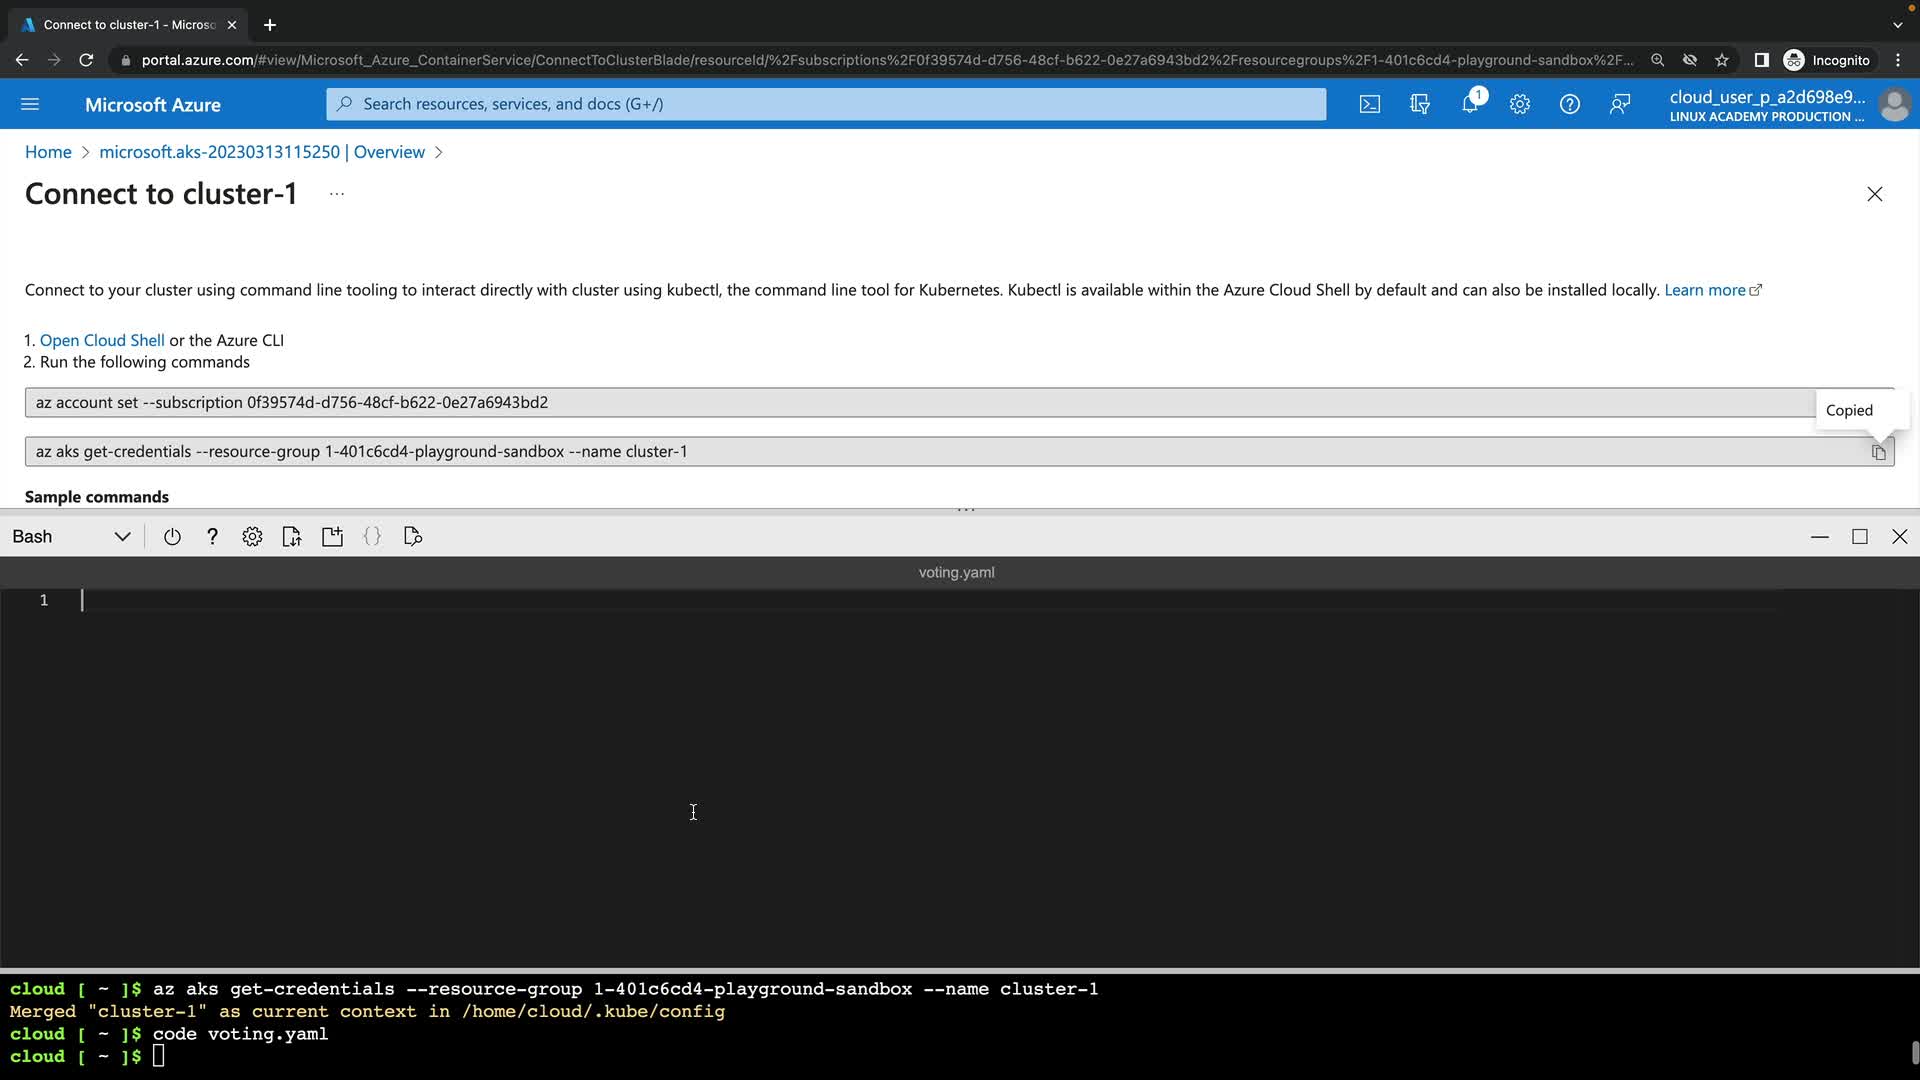 Connect to cluster-1 - Microso
portal.azure.com/#view/Microsoft_Azure_ContainerService/ConnectToClusterBlade/resourceId/%2Fsubscriptions%2F0f39574d-d756-48cf-b622-0e27a6943bd2%2Fresourcegroups%2F1-401c6cd4-playground-sandbox%2F...
Incognito
Microsoft Azure
Search resources, services, and docs (G+/)
1
cloud_user_p_a2d698e9...
LINUX ACADEMY PRODUCTION ...
Home > microsoft.aks-20230313115250 | Overview >
Connect to cluster-1 ...
Connect to your cluster using command line tooling to interact directly with cluster using kubectl, the command line tool for Kubernetes. Kubectl is available within the Azure Cloud Shell by default and can also be installed locally. Learn more
1. Open Cloud Shell or the Azure CLI
2. Run the following commands
az account set --subscription 0f39574d-d756-48cf-b622-0e27a6943bd2
Copied
az aks get-credentials --resource-group 1-401c6cd4-playground-sandbox --name cluster-1
Sample commands
Bash
voting.yaml
1
cloud [ ~ ]$ az aks get-credentials --resource-group 1-401c6cd4-playground-sandbox --name cluster-1
Merged "cluster-1" as current context in /home/cloud/.kube/config
cloud [ ~ ]$ code voting.yaml
cloud [ ~ ]$